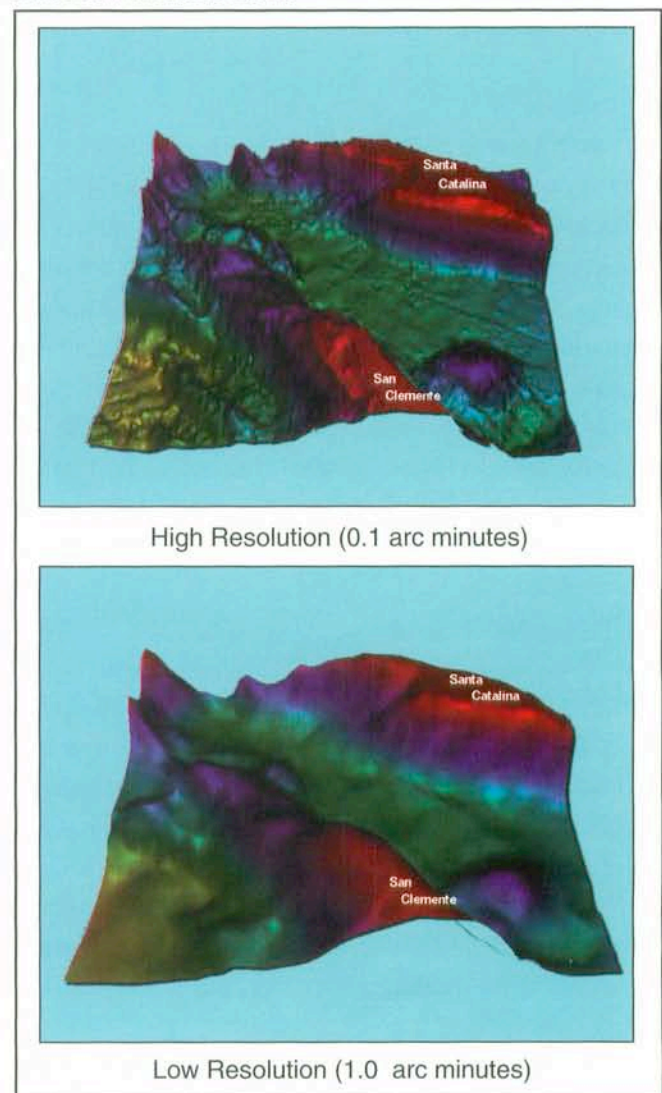 Santa
Catalina
San
Clemente
High Resolution (0.1 arc minutes)
Santa
Catalina
San
Clemente
Low Resolution (1.0 arc minutes)